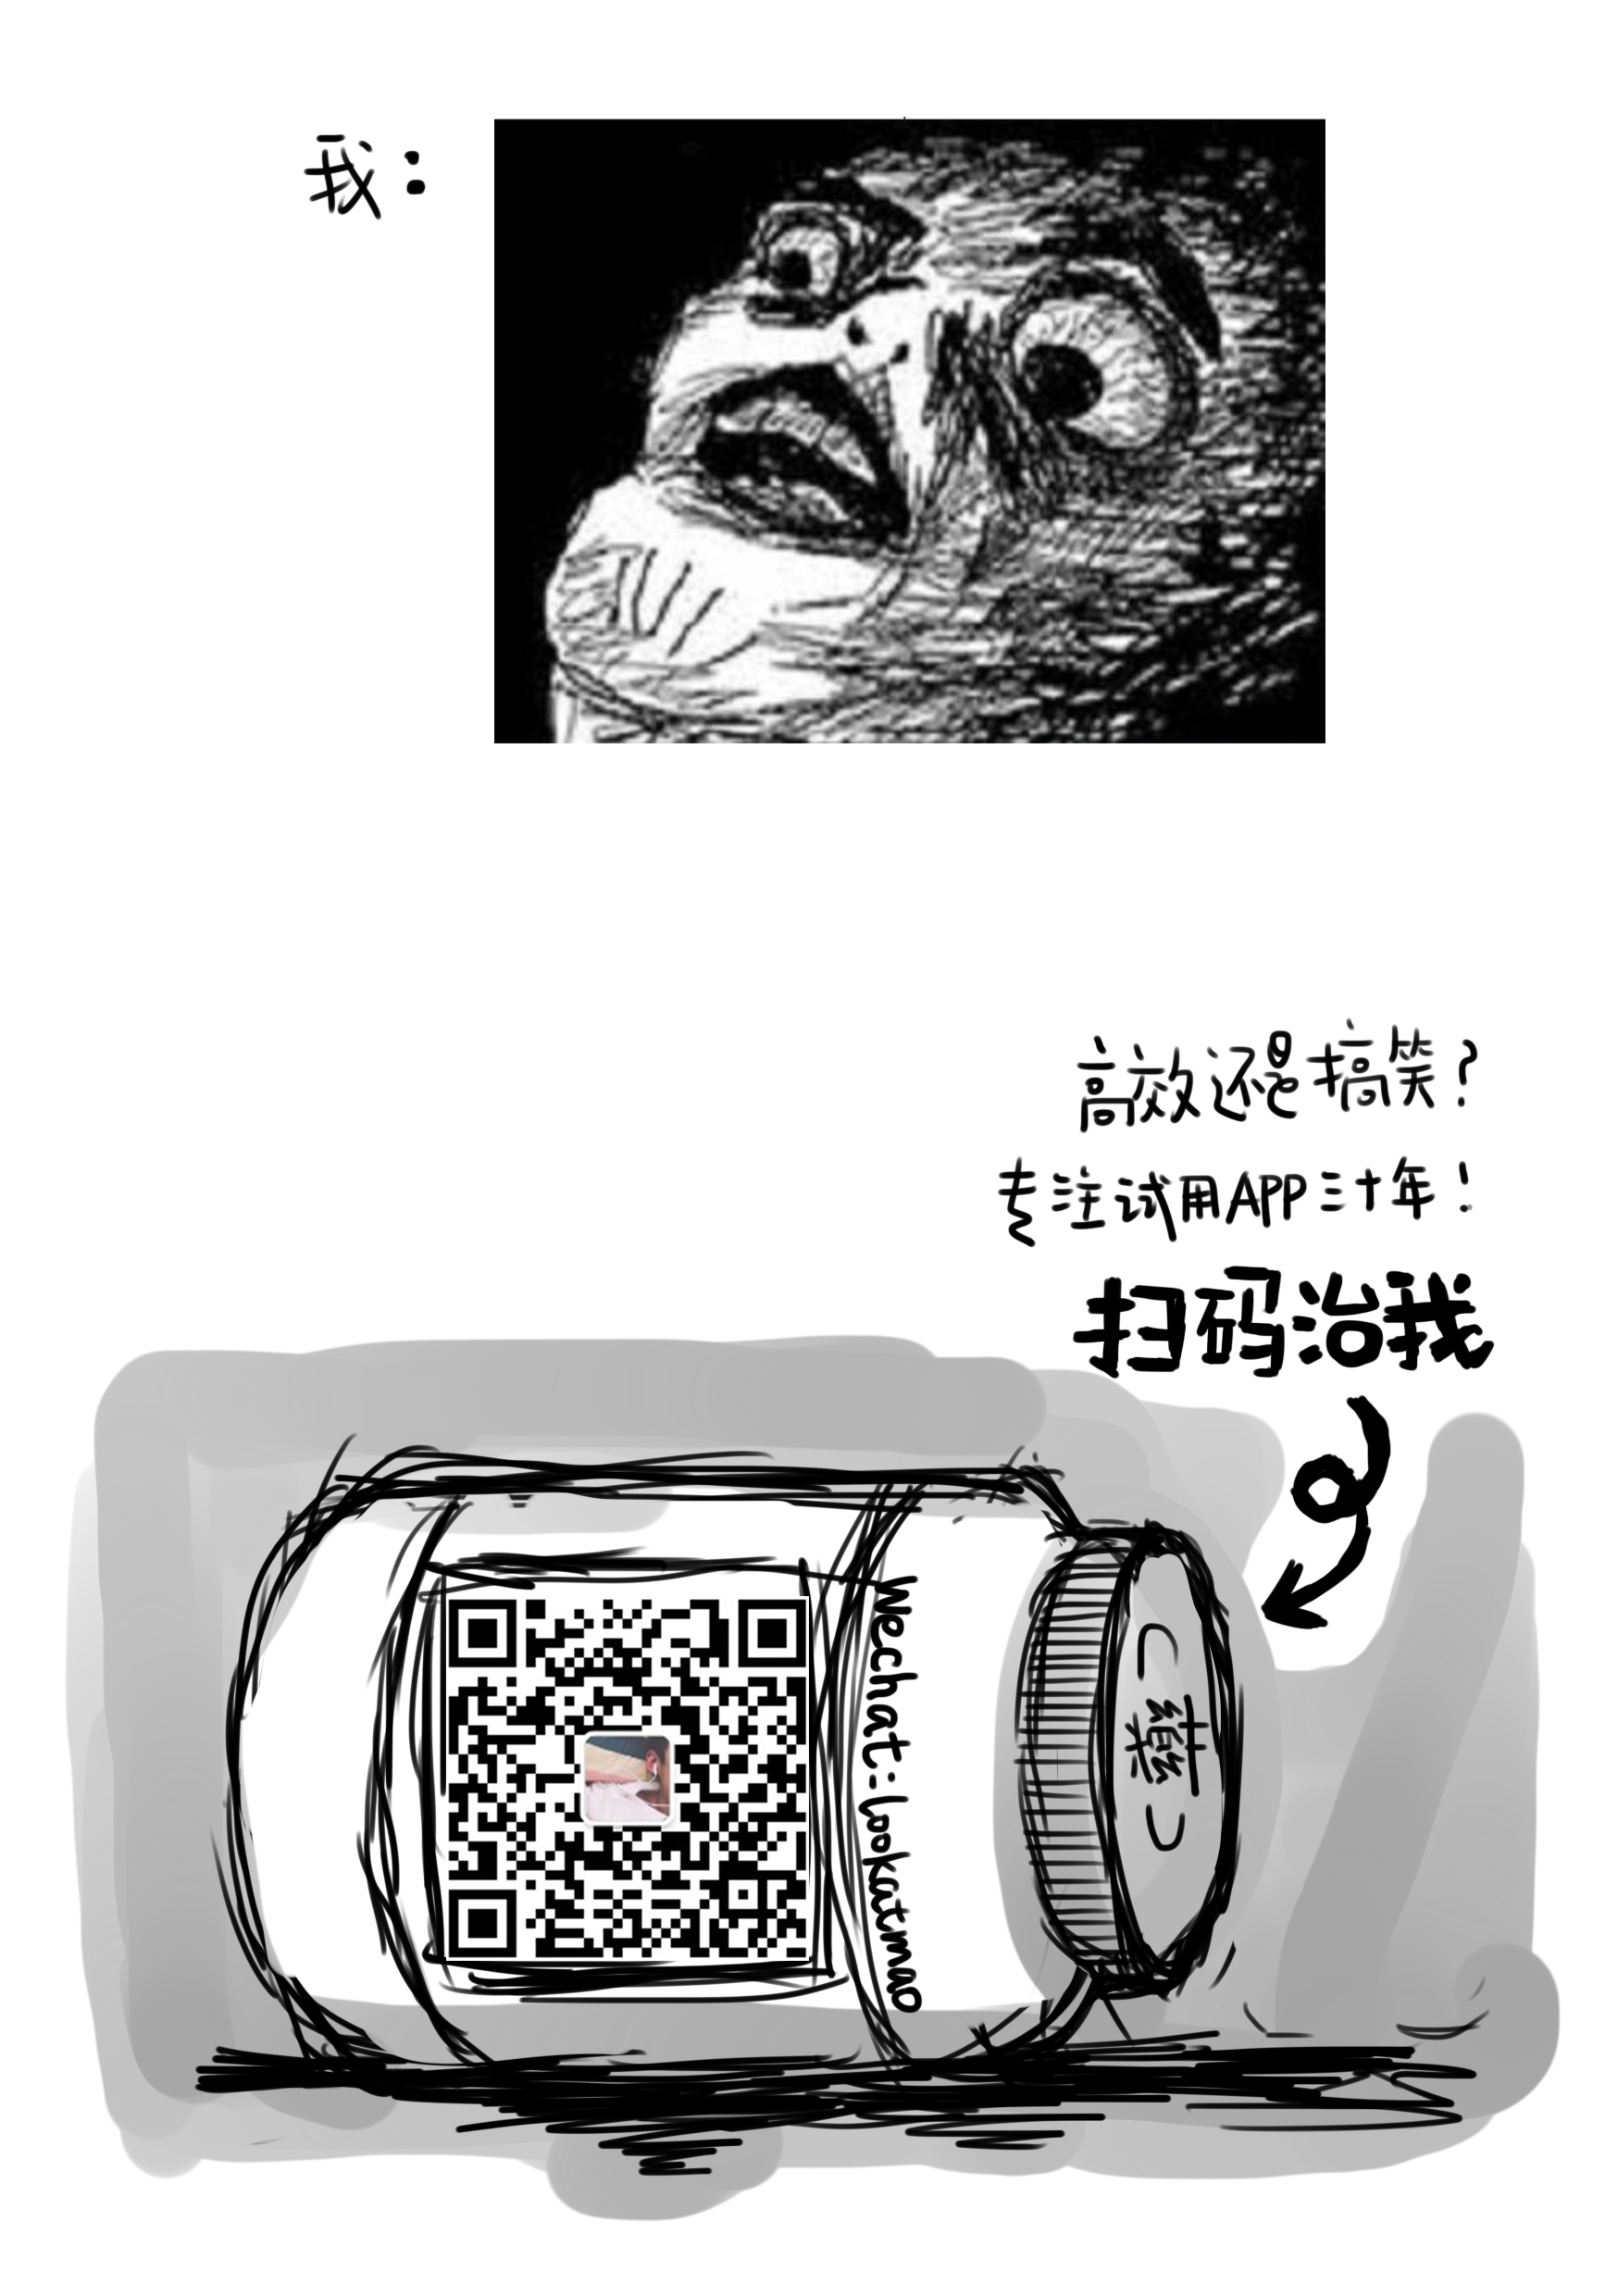 我：
高效还是搞笑？
专注试用APP三十年！
扫码治我
Wechat:lookatmao
（藥）